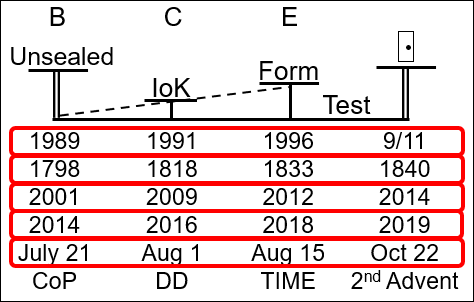 B C E
Unsealed
IoK
Form
Test
1989 1991 1996 9/11
1798 1818 1833 1840
2001 2009 2012 2014
2014 2016 2018 2019
July 21 Aug 1 Aug 15 Oct 22
CoP DD TIME 2nd Advent